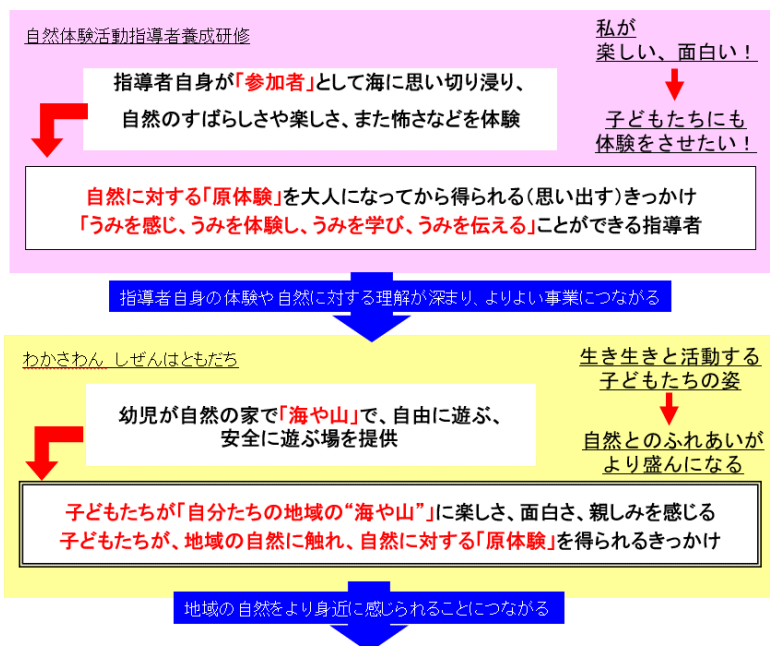 自然体験活動指導者養成研修
私が
楽しい、面白い！
指導者自身が「参加者」として海に思い切り浸り、
自然のすばらしさや楽しさ、また怖さなどを体験
子どもたちにも
体験をさせたい！
自然に対する「原体験」を大人になってから得られる（思い出す）きっかけ
「うみを感じ、うみを体験し、うみを学び、うみを伝える」ことができる指導者
指導者自身の体験や自然に対する理解が深まり、よりよい事業につながる
わかさわん しぜんはともだち
生き生きと活動する
子どもたちの姿
幼児が自然の家で「海や山」で、自由に遊ぶ、
安全に遊ぶ場を提供
自然とのふれあいが
より盛んになる
子どもたちが「自分たちの地域の“海や山”」に楽しさ、面白さ、親しみを感じる
子どもたちが、地域の自然に触れ、自然に対する「原体験」を得られるきっかけ
地域の自然をより身近に感じられることにつながる